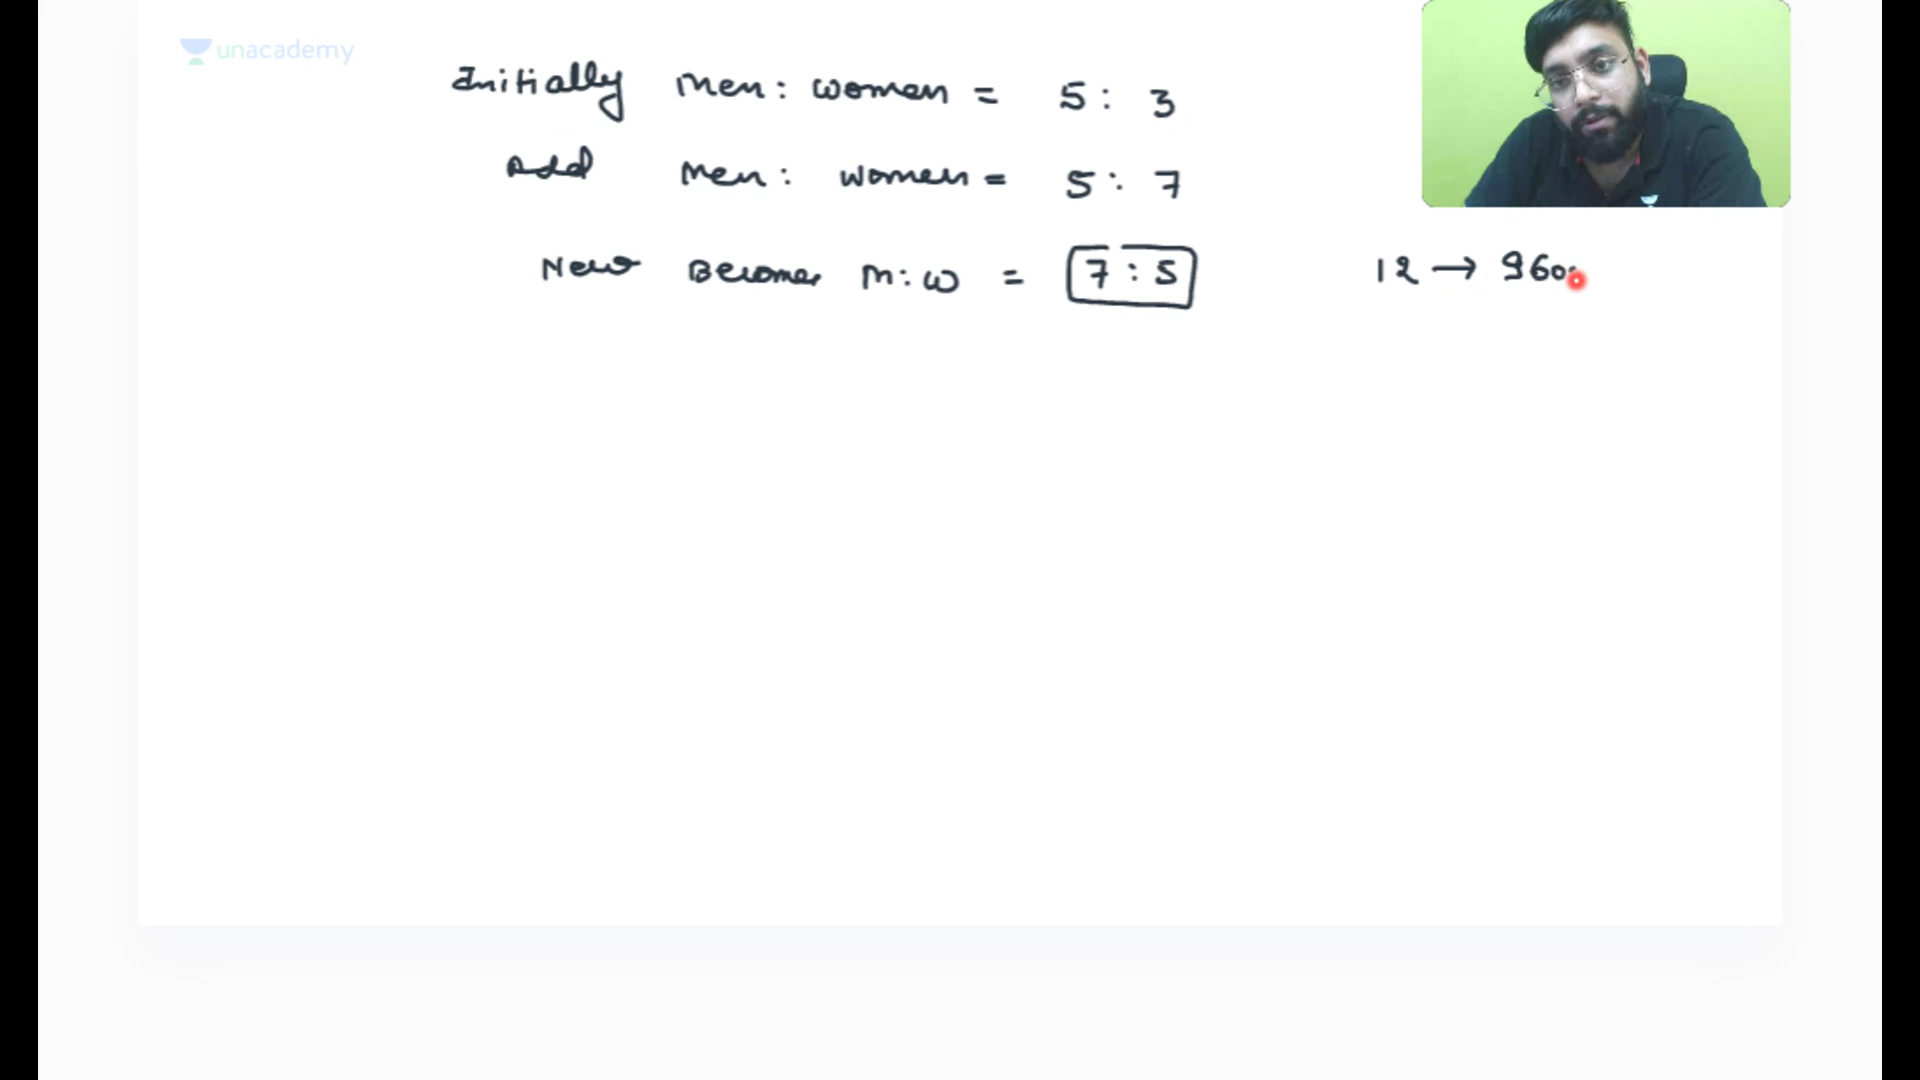 unacademy
Initially Men: women = 5: 3
Add Men: women = 5: 7
New Becomes M:W = 7:5 12 → 960